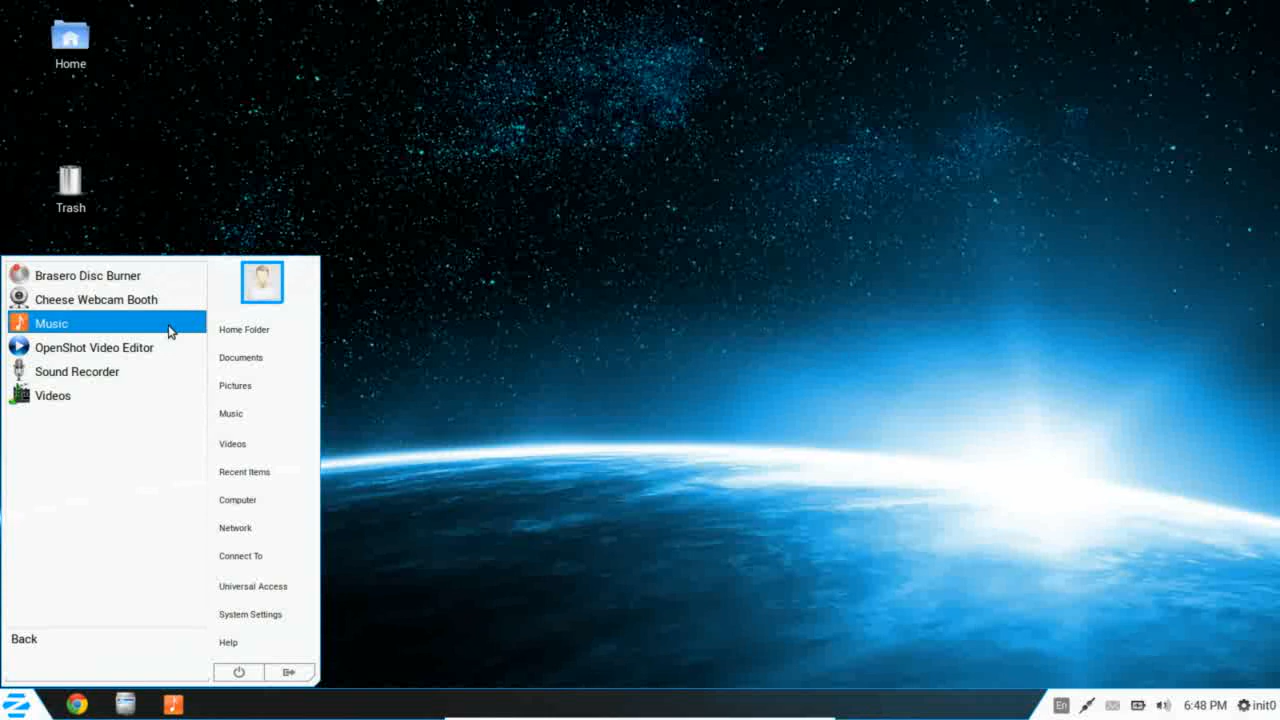 Home
Trash
Brasero Disc Burner
Cheese Webcam Booth
Music
OpenShot Video Editor
Sound Recorder
Videos
Back
Home Folder
Documents
Pictures
Music
Videos
Recent Items
Computer
Network
Connect To
Universal Access
System Settings
Help
En
6:48 PM
init0